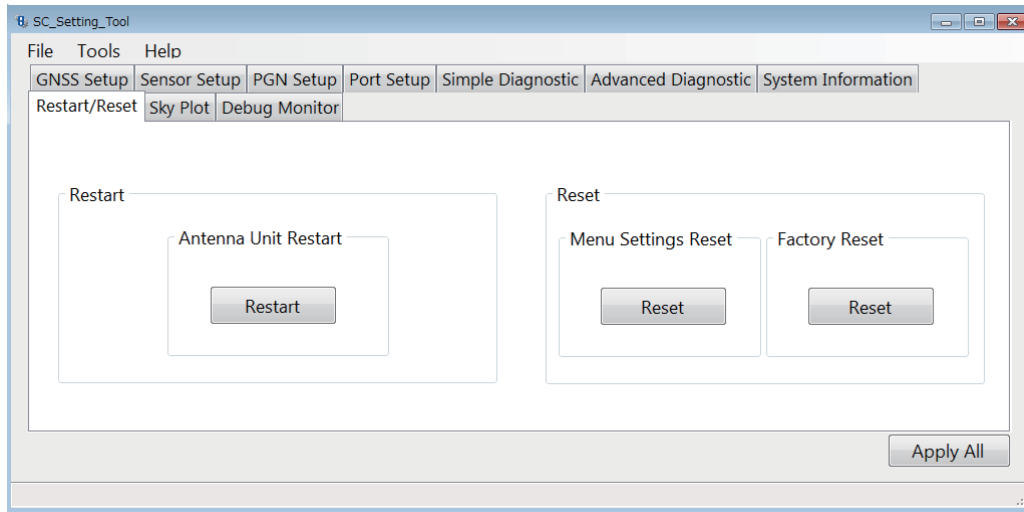 SC_Setting_Tool
File Tools Help
GNSS Setup Sensor Setup PGN Setup Port Setup Simple Diagnostic Advanced Diagnostic System Information
Restart/Reset Sky Plot Debug Monitor
Restart
Antenna Unit Restart
Restart
Reset
Menu Settings Reset Factory Reset
Reset Reset
Apply All